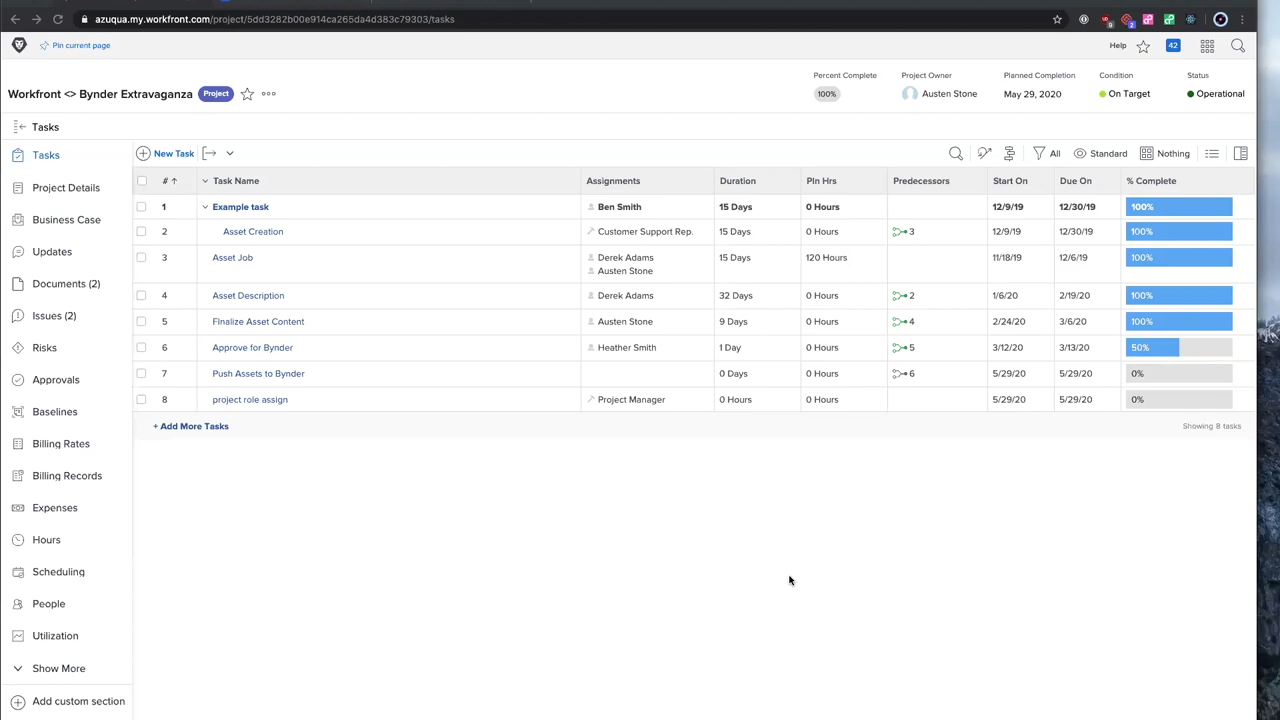 azuqua.my.workfront.com/project/5dd3282b00e914ca265da4d383c79303/tasks
Pin current page
Help
42
Workfront <> Bynder Extravaganza
Project
Percent Complete
100%
Project Owner
Austen Stone
Planned Completion
May 29, 2020
Condition
On Target
Status
Operational
Tasks
Tasks
Project Details
Business Case
Updates
Documents (2)
Issues (2)
Risks
Approvals
Baselines
Billing Rates
Billing Records
Expenses
Hours
Scheduling
People
Utilization
Show More
Add custom section
New Task
All
Standard
Nothing
# Task Name Assignments Duration Pln Hrs Predecessors Start On Due On % Complete
1 Example task Ben Smith 15 Days 0 Hours 12/9/19 12/30/19 100%
2 Asset Creation Customer Support Rep. 15 Days 0 Hours 3 12/9/19 12/30/19 100%
3 Asset Job Derek Adams 15 Days 120 Hours 11/18/19 12/6/19 100%
Austen Stone
4 Asset Description Derek Adams 32 Days 0 Hours 2 1/6/20 2/19/20 100%
5 FInalize Asset Content Austen Stone 9 Days 0 Hours 4 2/24/20 3/6/20 100%
6 Approve for Bynder Heather Smith 1 Day 0 Hours 5 3/12/20 3/13/20 50%
7 Push Assets to Bynder 0 Days 0 Hours 6 5/29/20 5/29/20 0%
8 project role assign Project Manager 0 Hours 0 Hours 5/29/20 5/29/20 0%
+ Add More Tasks
Showing 8 tasks